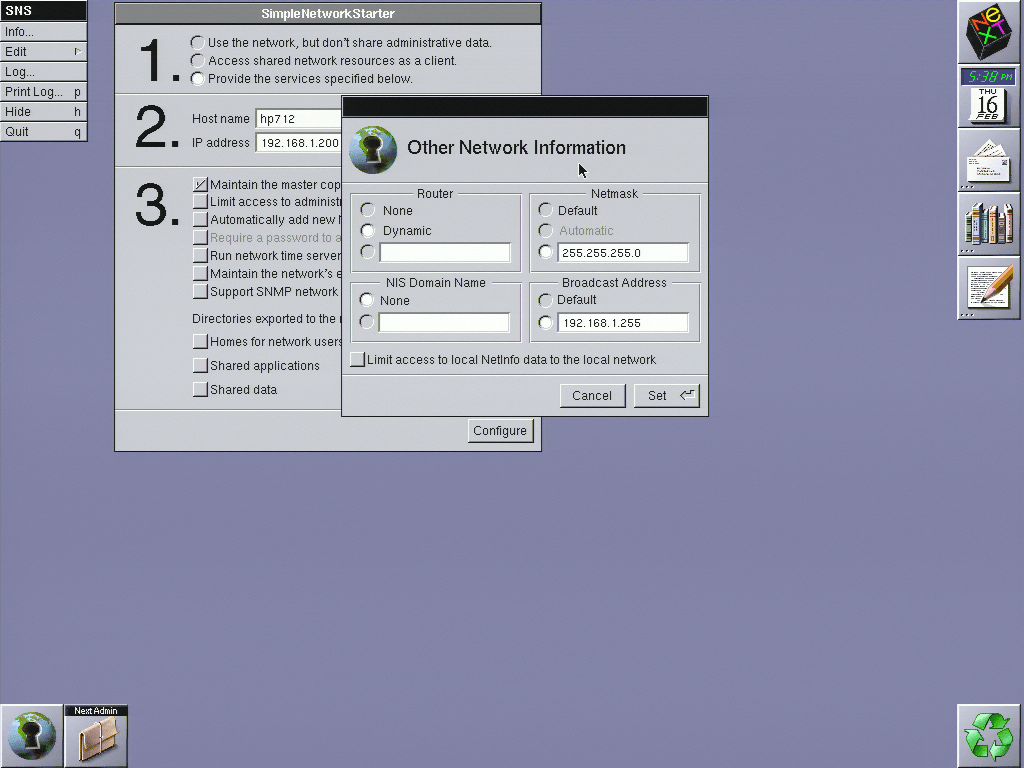 SNS
Info...
Edit
Log...
Print Log... p
Hide h
Quit q
SimpleNetworkStarter
1.
Use the network, but don't share administrative data.
Access shared network resources as a client.
Provide the services specified below.
2.
Host name hp712
IP address 192.168.1.200
3.
Maintain the master cop
Limit access to administr
Automatically add new
Require a password to a
Run network time server
Maintain the network's e
Support SNMP network
Directories exported to the
Homes for network users
Shared applications
Shared data
Configure
Other Network Information
Router
None
Dynamic
Netmask
Default
Automatic
255.255.255.0
NIS Domain Name
None
Broadcast Address
Default
192.168.1.255
Limit access to local NetInfo data to the local network
Cancel
Set
NeXT
5:38 PM
THU
16
FEB
Next Admin